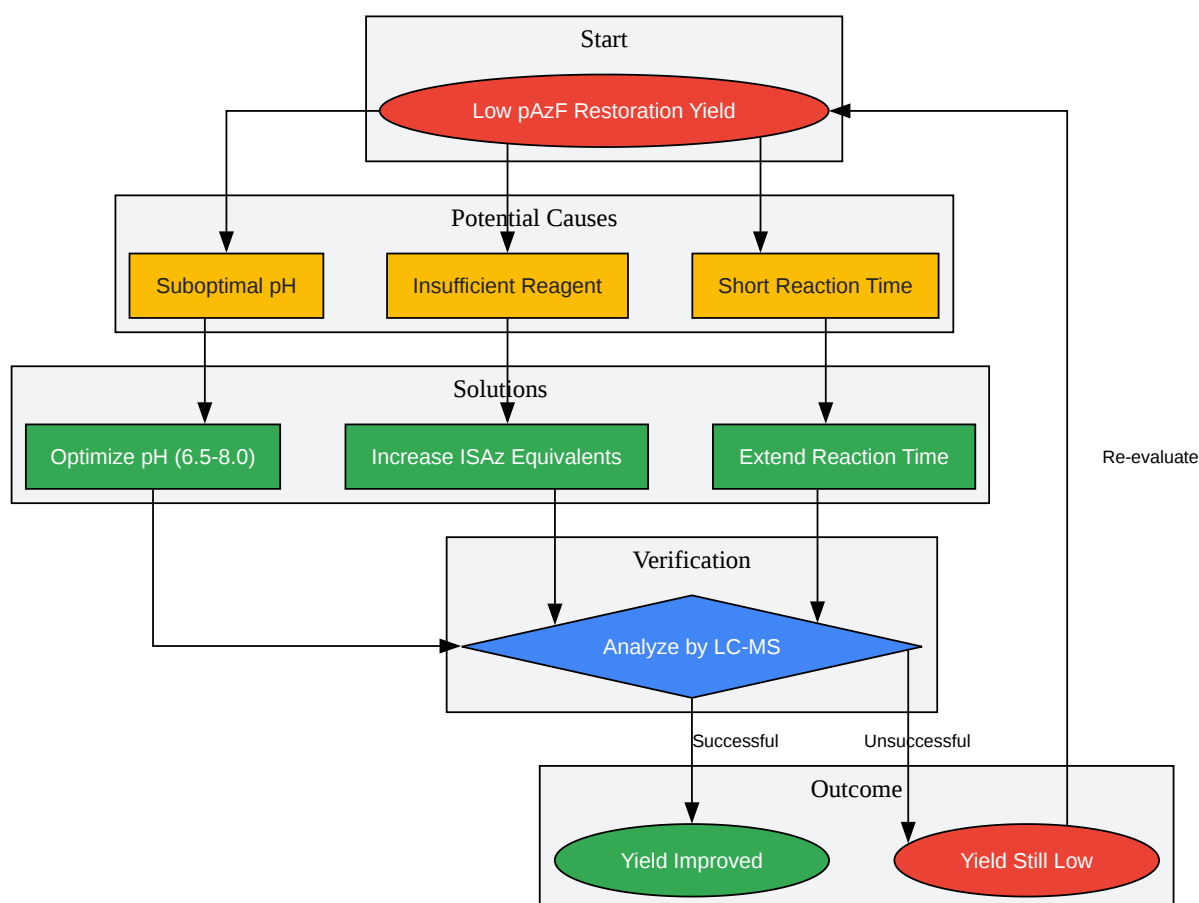 Start
Low pAzF Restoration Yield
Potential Causes
Suboptimal pH
Insufficient Reagent
Short Reaction Time
Solutions
Optimize pH (6.5-8.0)
Increase ISAz Equivalents
Extend Reaction Time
Re-evaluate
Verification
Analyze by LC-MS
Successful
Unsuccessful
Outcome
Yield Improved
Yield Still Low